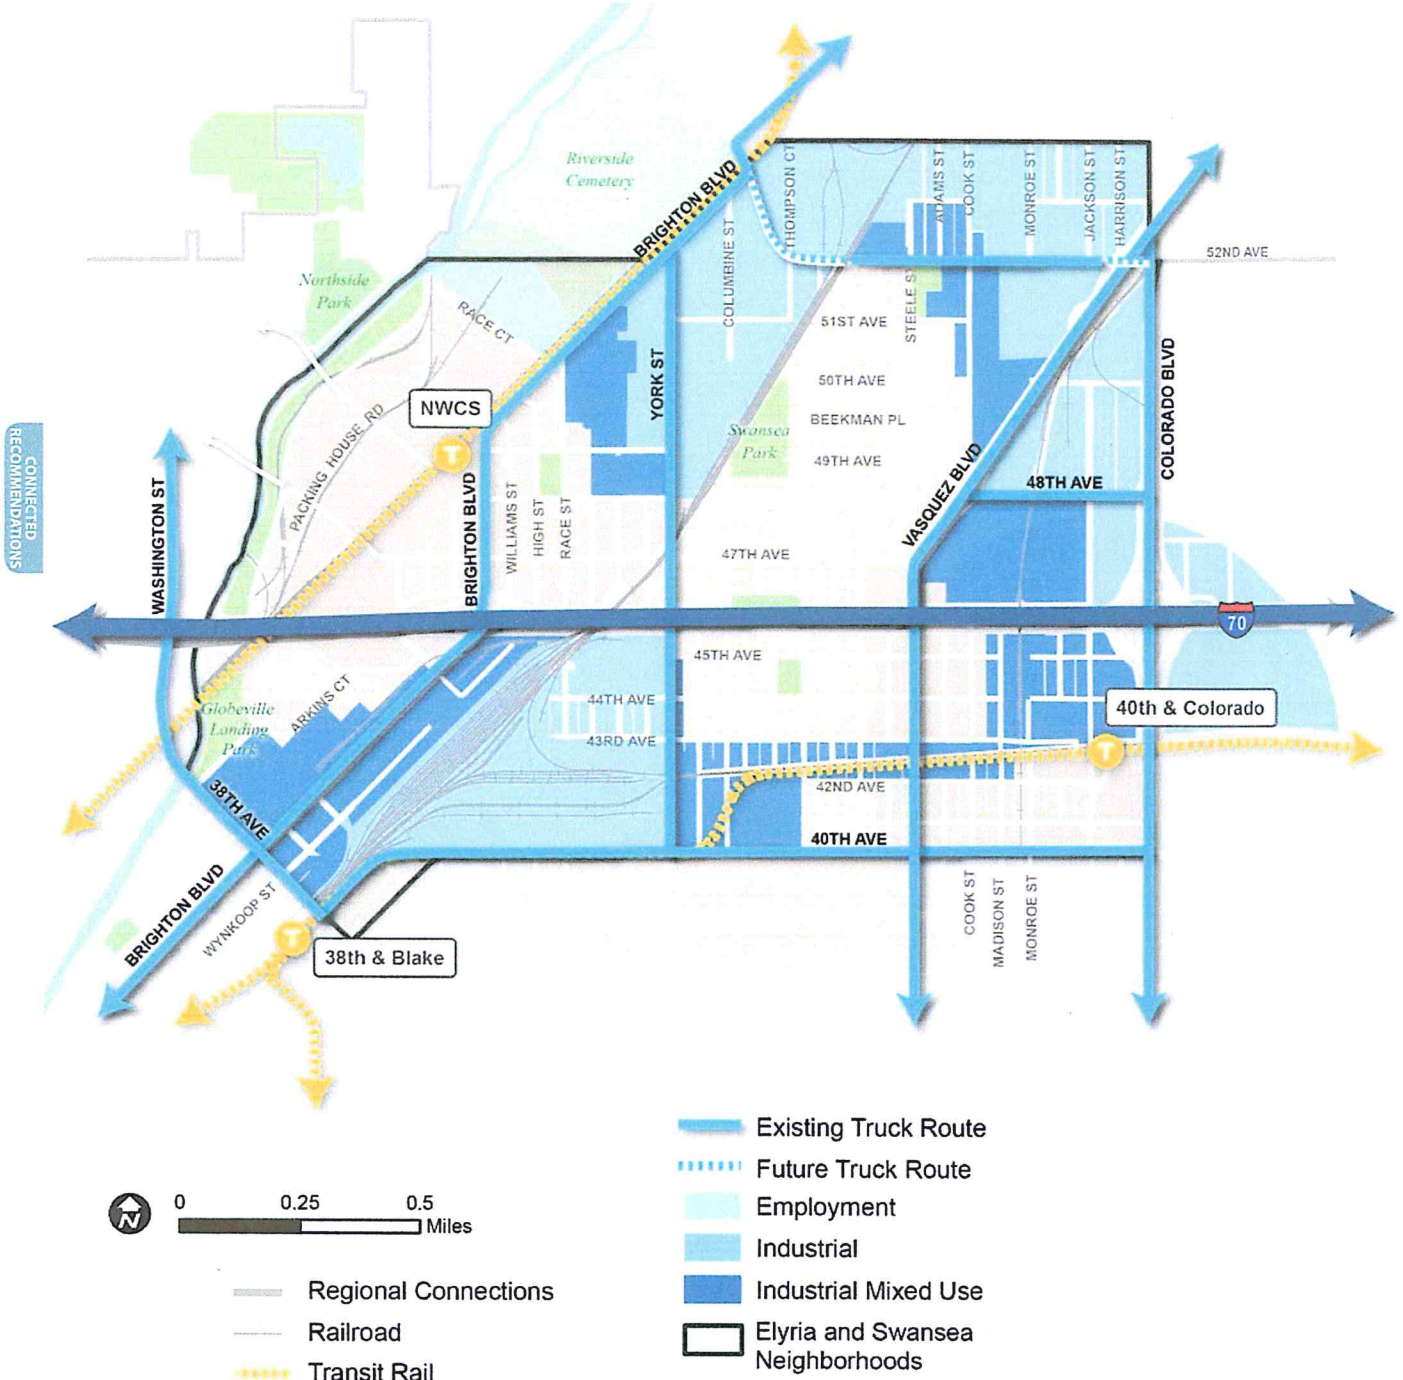 Riverside
Cemetery
BRIGHTON BLVD
THOMPSON CT
ADAMS ST
COOK ST
MONROE ST
JACKSON ST
HARRISON ST
COLUMBINE ST
52ND AVE
Northside
Park
RACE CT
51ST AVE
STEELE ST
COLORADO BLVD
YORK ST
50TH AVE
NWCS
BEEKMAN PL
Swansea
Park
49TH AVE
PACKING HOUSE RD
T
VASQUEZ BLVD
48TH AVE
CONNECTED
RECOMMENDATIONS
WASHINGTON ST
BRIGHTON BLVD
WILLIAMS ST
HIGH ST
RACE ST
47TH AVE
70
45TH AVE
ARKINS CT
44TH AVE
40th & Colorado
Globeville
Landing
Park
43RD AVE
T
38TH AVE
42ND AVE
40TH AVE
BRIGHTON BLVD
WYNKOOP ST
COOK ST
MADISON ST
MONROE ST
T
38th & Blake
Existing Truck Route
Future Truck Route
Employment
Industrial
Industrial Mixed Use
Elyria and Swansea
Neighborhoods
N
0 0.25 0.5
Miles
Regional Connections
Railroad
Transit Rail